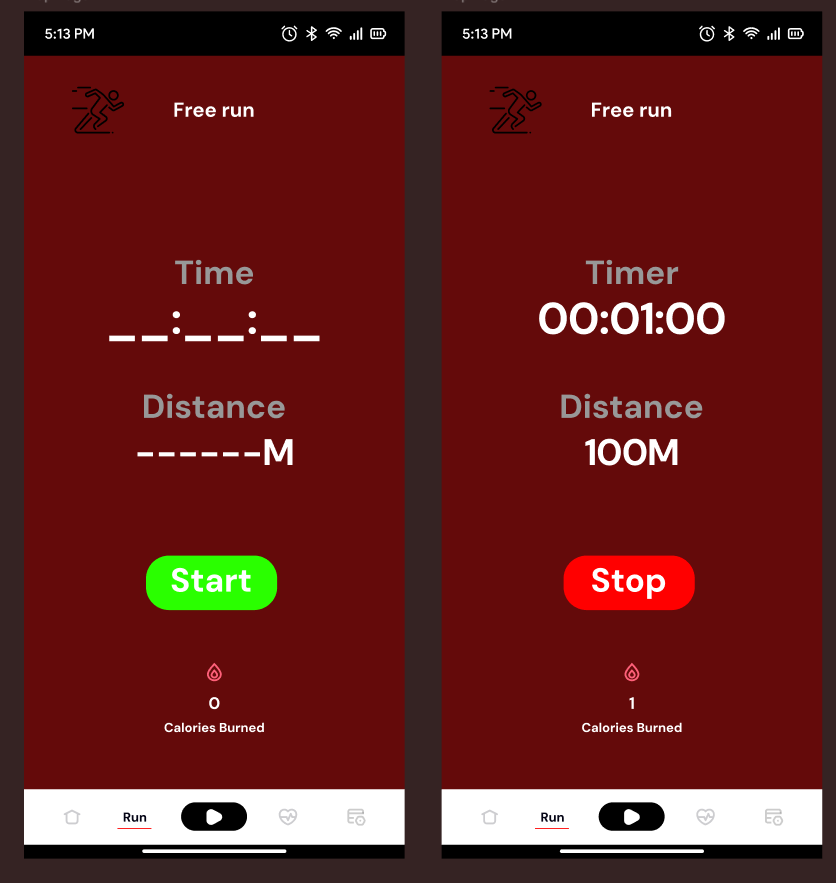 5:13 PM
Free run
Time
__:__:__
Distance
------M
Start
0
Calories Burned
Run
5:13 PM
Free run
Timer
00:01:00
Distance
100M
Stop
1
Calories Burned
Run